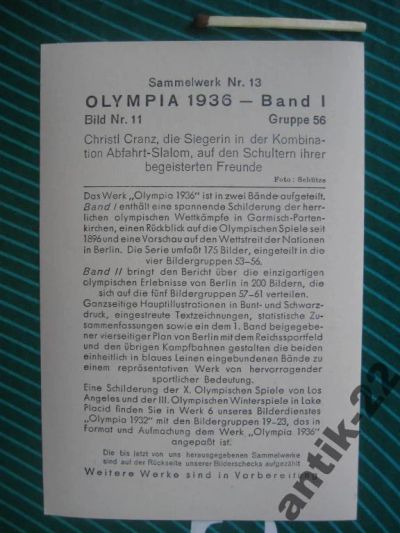 Sammelwerk Nr. 13
OLYMPIA 1936 — Band I
Bild Nr. 11 Gruppe 56
Christl Cranz, die Siegerin in der Kombina-
tion Abfahrt-Slalom, auf den Schultern ihrer
begeisterten Freunde
Foto: Schütze
Das Werk „Olympia 1936" ist in zwei Bände aufgeteilt.
Band I enthält eine spannende Schilderung der herr-
lichen olympischen Wettkämpfe in Garmisch-Parten-
kirchen, einen Rückblick auf die Olympischen Spiele seit
1896 und eine Vorschau auf den Wettstreit der Nationen
in Berlin. Die Serie umfaßt 175 Bilder, eingeteilt in die
vier Bildergruppen 53–56.
Band II bringt den Bericht über die einzigartigen
olympischen Erlebnisse von Berlin in 200 Bildern, die
sich auf die fünf Bildergruppen 57–61 verteilen.
Ganzseitige Hauptillustrationen in Bunt- und Schwarz-
druck, eingestreute Textzeichnungen, statistische Zu-
sammenfassungen sowie ein dem 1. Band beigegebe-
ner vierseitiger Plan von Berlin mit dem Reichssportfeld
und den übrigen Kampfbahnen gestalten die beiden
einheitlich in blaues Leinen eingebundenen Bände zu
einem repräsentativen Werk von hervorragender
sportlicher Bedeutung.
Eine Schilderung der X. Olympischen Spiele von Los
Angeles und der III. Olympischen Winterspiele in Lake
Placid finden Sie in Werk 6 unseres Bilderdienstes
„Olympia 1932" mit den Bildergruppen 19–23, das in
Format und Aufmachung dem Werk „Olympia 1936"
angepaßt ist.
Die bis jetzt von uns herausgegebenen Sammelwerke
sind auf der Rückseite unserer Bilderschecks aufgezählt
Weitere Werke sind in Vorbereitung
antik-22